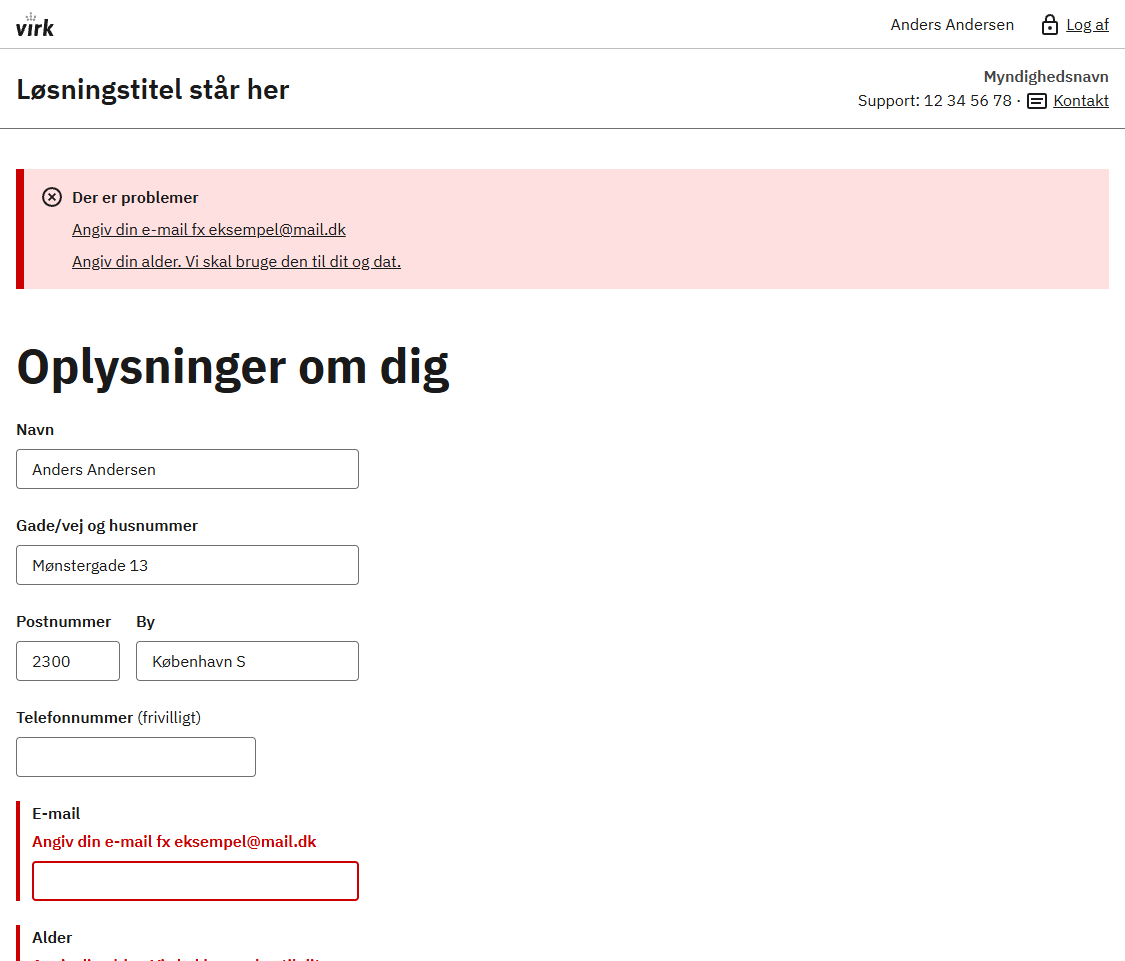 virk
Anders Andersen Log af
Løsningstitel står her
Myndighedsnavn
Support: 12 34 56 78 · Kontakt
Der er problemer
Angiv din e-mail fx eksempel@mail.dk
Angiv din alder. Vi skal bruge den til dit og dat.
Oplysninger om dig
Navn
Anders Andersen
Gade/vej og husnummer
Mønstergade 13
Postnummer By
2300 København S
Telefonnummer (frivilligt)
E-mail
Angiv din e-mail fx eksempel@mail.dk
Alder